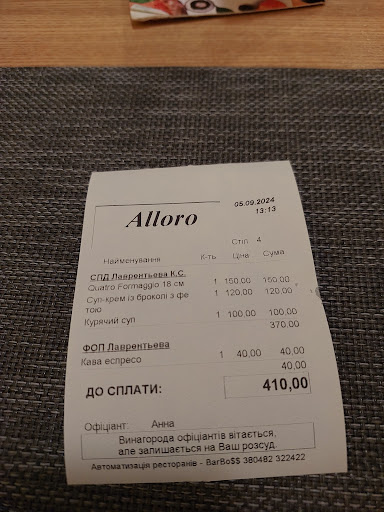 Alloro
05.09.2024
13:13
Стіл 4
Найменування К-ть Ціна Сума
СПД Лаврентьева К.С.
Quatro Formaggio 18 см 1 150,00 150,00
Суп-крем із броколі з фе 1 120,00 120,00
тою
Курячий суп 1 100,00 100,00
370,00
ФОП Лаврентьева
Кава еспресо 1 40,00 40,00
40,00
ДО СПЛАТИ: 410,00
Офіціант: Анна
Винагорода офіціантів вітається,
але залишається на Ваш розсуд.
Автоматизація ресторанів - BarBo$$ 380482 322422